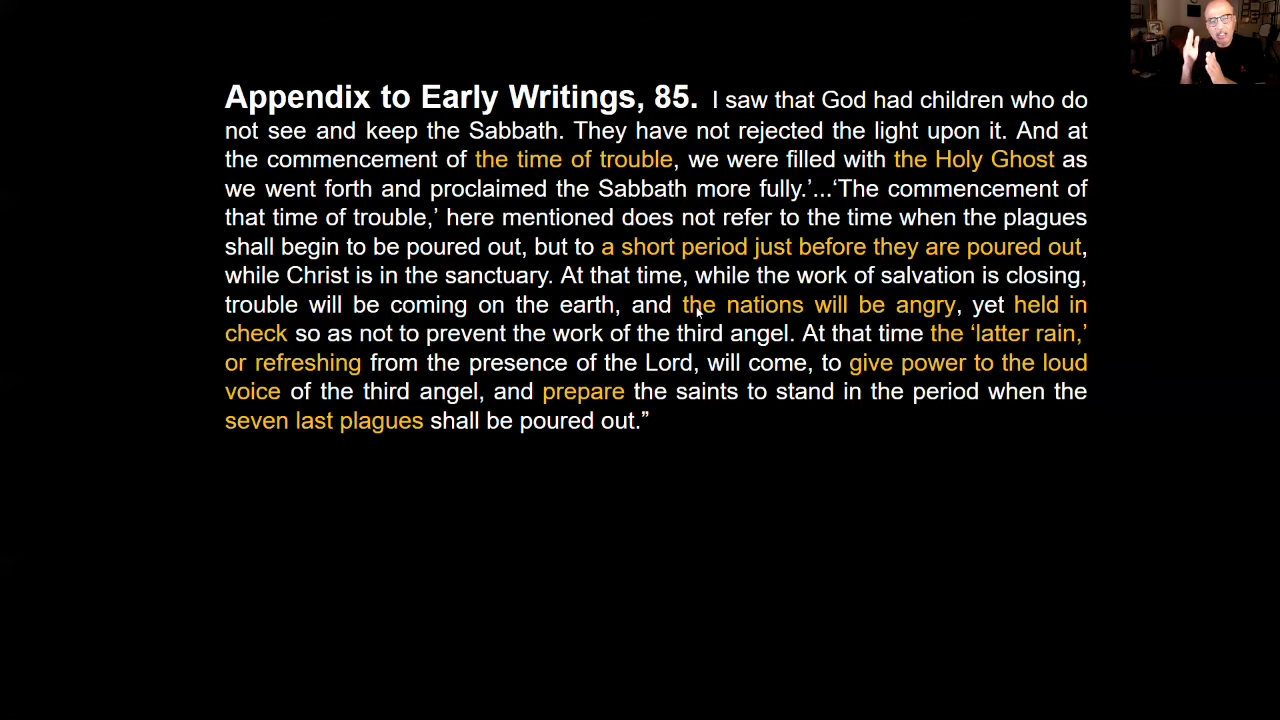 Appendix to Early Writings, 85. I saw that God had children who do
not see and keep the Sabbath. They have not rejected the light upon it. And at
the commencement of the time of trouble, we were filled with the Holy Ghost as
we went forth and proclaimed the Sabbath more fully.’...‘The commencement of
that time of trouble,’ here mentioned does not refer to the time when the plagues
shall begin to be poured out, but to a short period just before they are poured out,
while Christ is in the sanctuary. At that time, while the work of salvation is closing,
trouble will be coming on the earth, and the nations will be angry, yet held in
check so as not to prevent the work of the third angel. At that time the ‘latter rain,’
or refreshing from the presence of the Lord, will come, to give power to the loud
voice of the third angel, and prepare the saints to stand in the period when the
seven last plagues shall be poured out.”